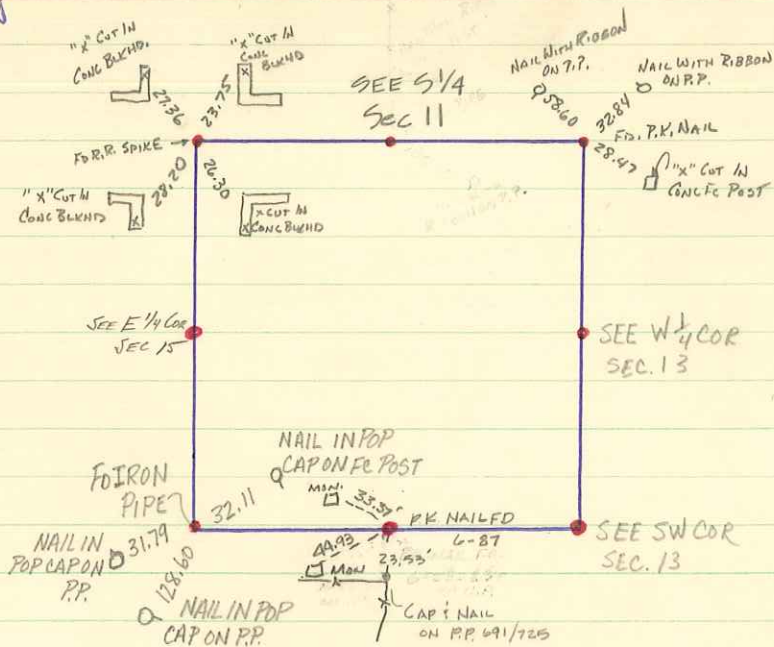 "X" CUT IN
CONC BLKHD.
27.36
"X" CUT IN
CONC
BLKHD
23.75
SEE S 1/4
Sec 11
NAIL WITH RIBBON
ON P.P.
58.60
NAIL WITH RIBBON
ON P.P.
32.84
FD. P.K. NAIL
28.47
"X" CUT IN
CONC FC POST
FD R.R. SPIKE
28.20
"X" CUT IN
CONC BLKHD
26.30
X CUT IN
CONC BLKHD
SEE E 1/4 COR
SEC 15
SEE W 1/4 COR
SEC. 13
NAIL IN POP
CAP ON FC POST
FD IRON
PIPE
32.11
MON.
33.37'
P.K. NAIL FD
6-87
SEE SW COR
SEC. 13
NAIL IN
POP CAP ON
P.P.
31.79
128.60
NAIL IN POP
CAP ON P.P.
44.93
MON
23.53'
CAP & NAIL
ON P.P. 691/725